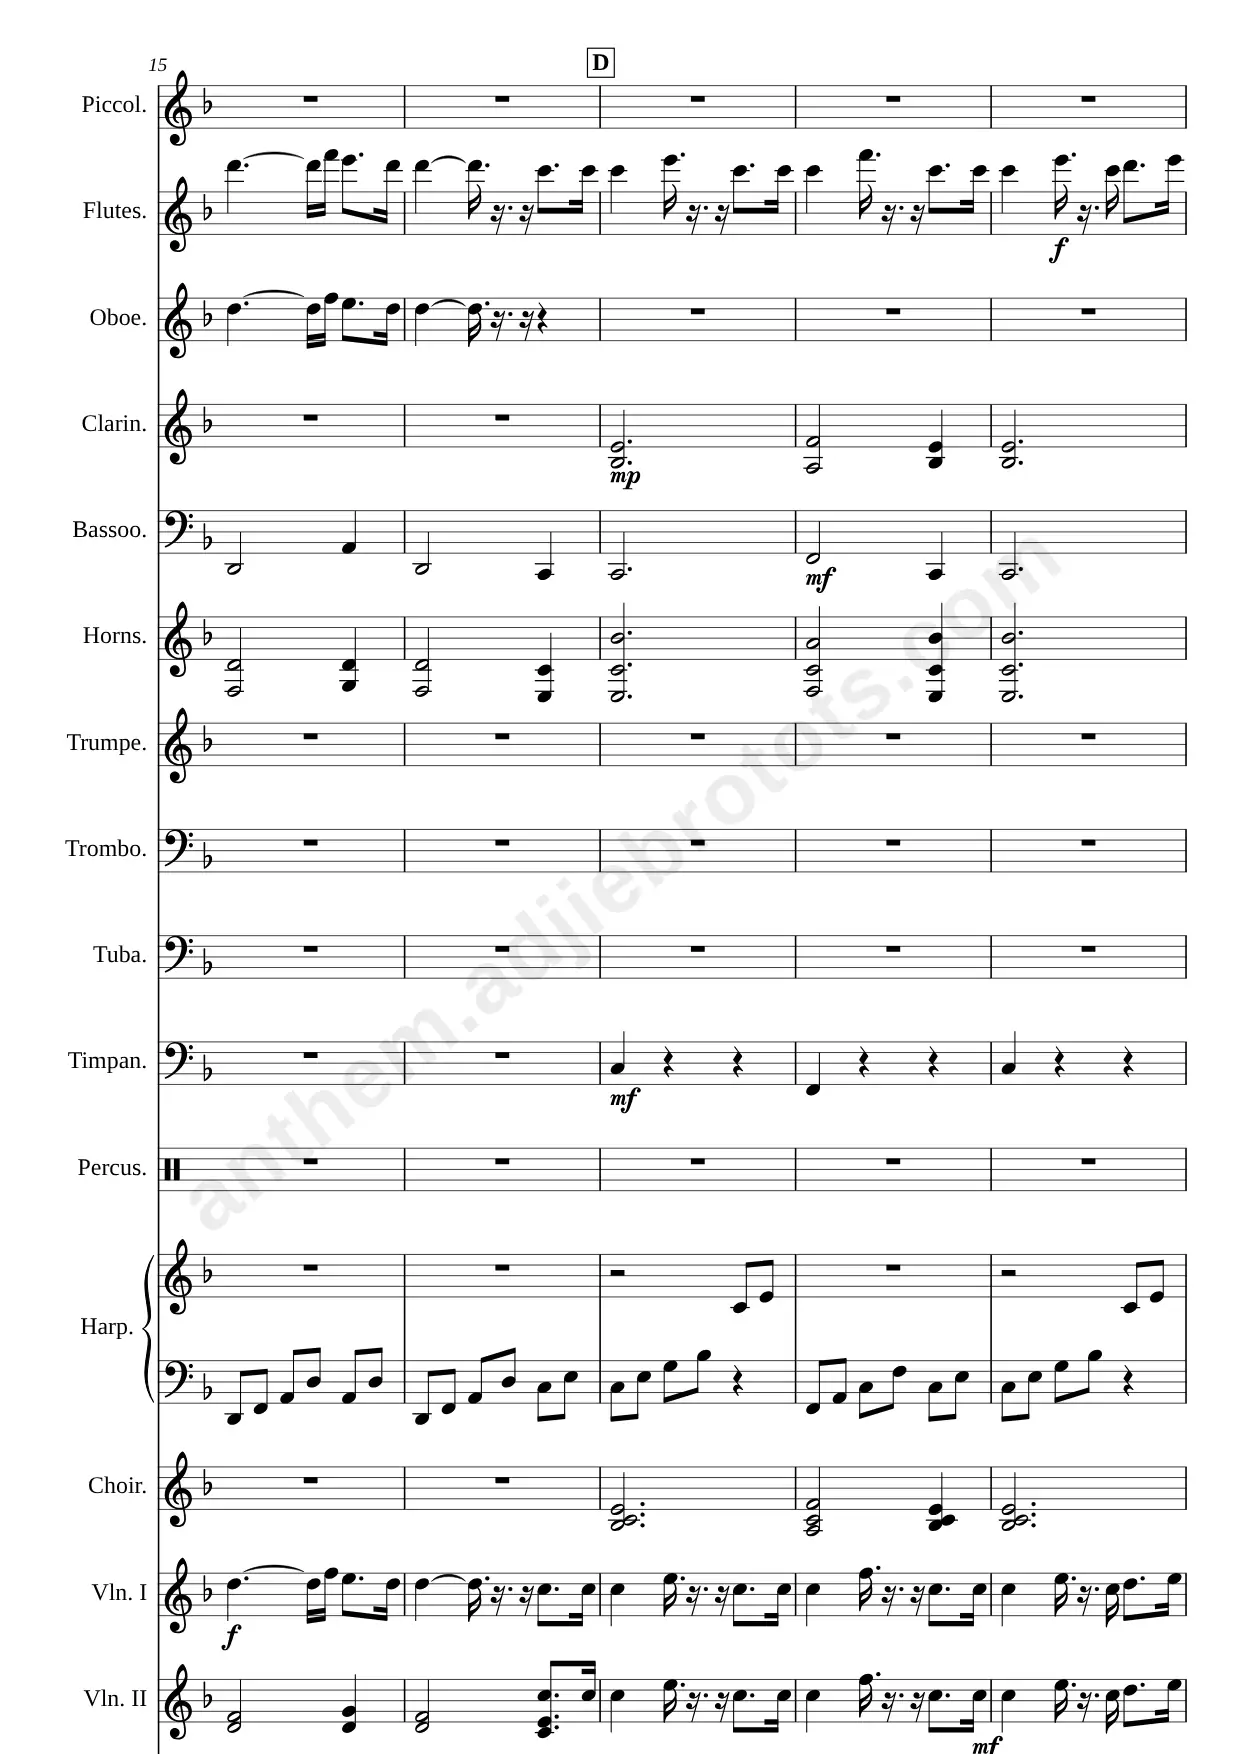 D
15
Piccol.
Flutes.
f
Oboe.
Clarin.
mp
Bassoo.
mf
Horns.
Trumpe.
Trombo.
Tuba.
Timpan.
mf
Percus.
Harp.
Choir.
Vln. I
f
Vln. II
mf
anthem.adjiebrotots.com